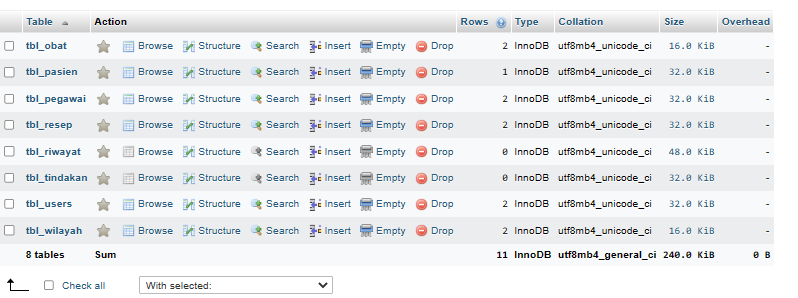 Table Action Rows Type Collation Size Overhead
tbl_obat Browse Structure Search Insert Empty Drop 2 InnoDB utf8mb4_unicode_ci 16.0 KiB -
tbl_pasien Browse Structure Search Insert Empty Drop 1 InnoDB utf8mb4_unicode_ci 32.0 KiB -
tbl_pegawai Browse Structure Search Insert Empty Drop 2 InnoDB utf8mb4_unicode_ci 32.0 KiB -
tbl_resep Browse Structure Search Insert Empty Drop 2 InnoDB utf8mb4_unicode_ci 32.0 KiB -
tbl_riwayat Browse Structure Search Insert Empty Drop 0 InnoDB utf8mb4_unicode_ci 48.0 KiB -
tbl_tindakan Browse Structure Search Insert Empty Drop 0 InnoDB utf8mb4_unicode_ci 32.0 KiB -
tbl_users Browse Structure Search Insert Empty Drop 2 InnoDB utf8mb4_unicode_ci 32.0 KiB -
tbl_wilayah Browse Structure Search Insert Empty Drop 2 InnoDB utf8mb4_unicode_ci 16.0 KiB -
8 tables Sum 11 InnoDB utf8mb4_general_ci 240.0 KiB 0 B
Check all With selected: